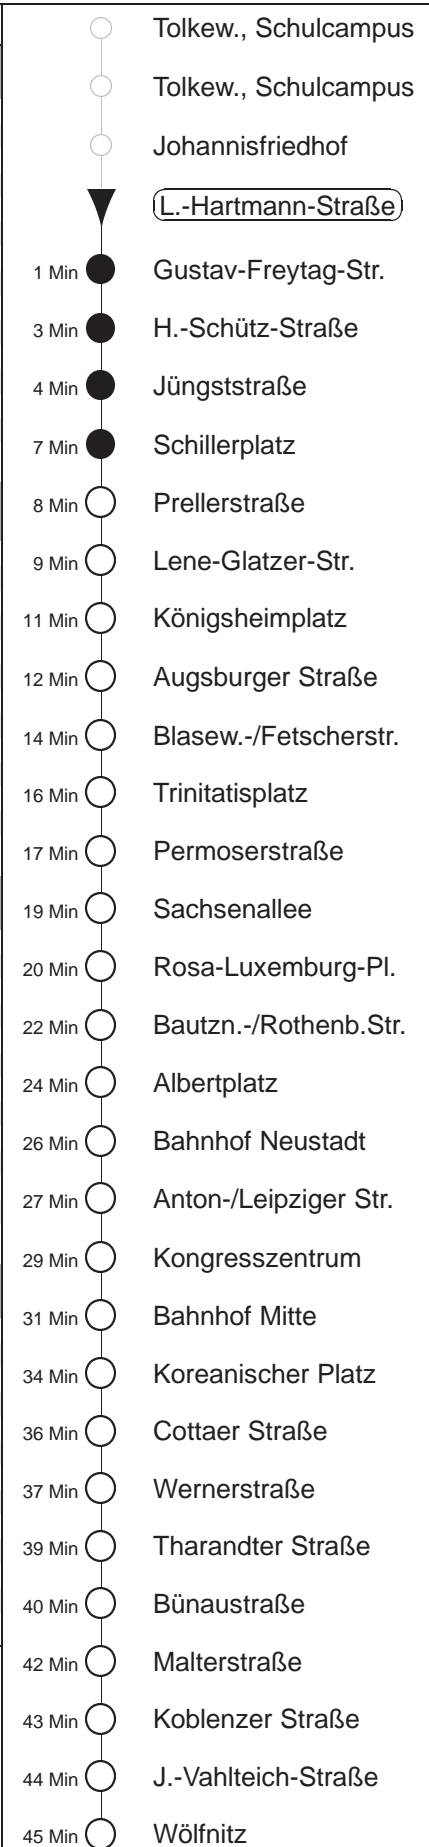 Tolkew., Schulcampus
Tolkew., Schulcampus
Johannisfriedhof
L.-Hartmann-Straße
1 Min Gustav-Freytag-Str.
3 Min H.-Schütz-Straße
4 Min Jüngststraße
7 Min Schillerplatz
8 Min Prellerstraße
9 Min Lene-Glatzer-Str.
11 Min Königsheimplatz
12 Min Augsburger Straße
14 Min Blasew.-/Fetscherstr.
16 Min Trinitatisplatz
17 Min Permoserstraße
19 Min Sachsenallee
20 Min Rosa-Luxemburg-Pl.
22 Min Bautzn.-/Rothenb.Str.
24 Min Albertplatz
26 Min Bahnhof Neustadt
27 Min Anton-/Leipziger Str.
29 Min Kongresszentrum
31 Min Bahnhof Mitte
34 Min Koreanischer Platz
36 Min Cottaer Straße
37 Min Wernerstraße
39 Min Tharandter Straße
40 Min Bünaustraße
42 Min Malterstraße
43 Min Koblenzer Straße
44 Min J.-Vahlteich-Straße
45 Min Wölfnitz